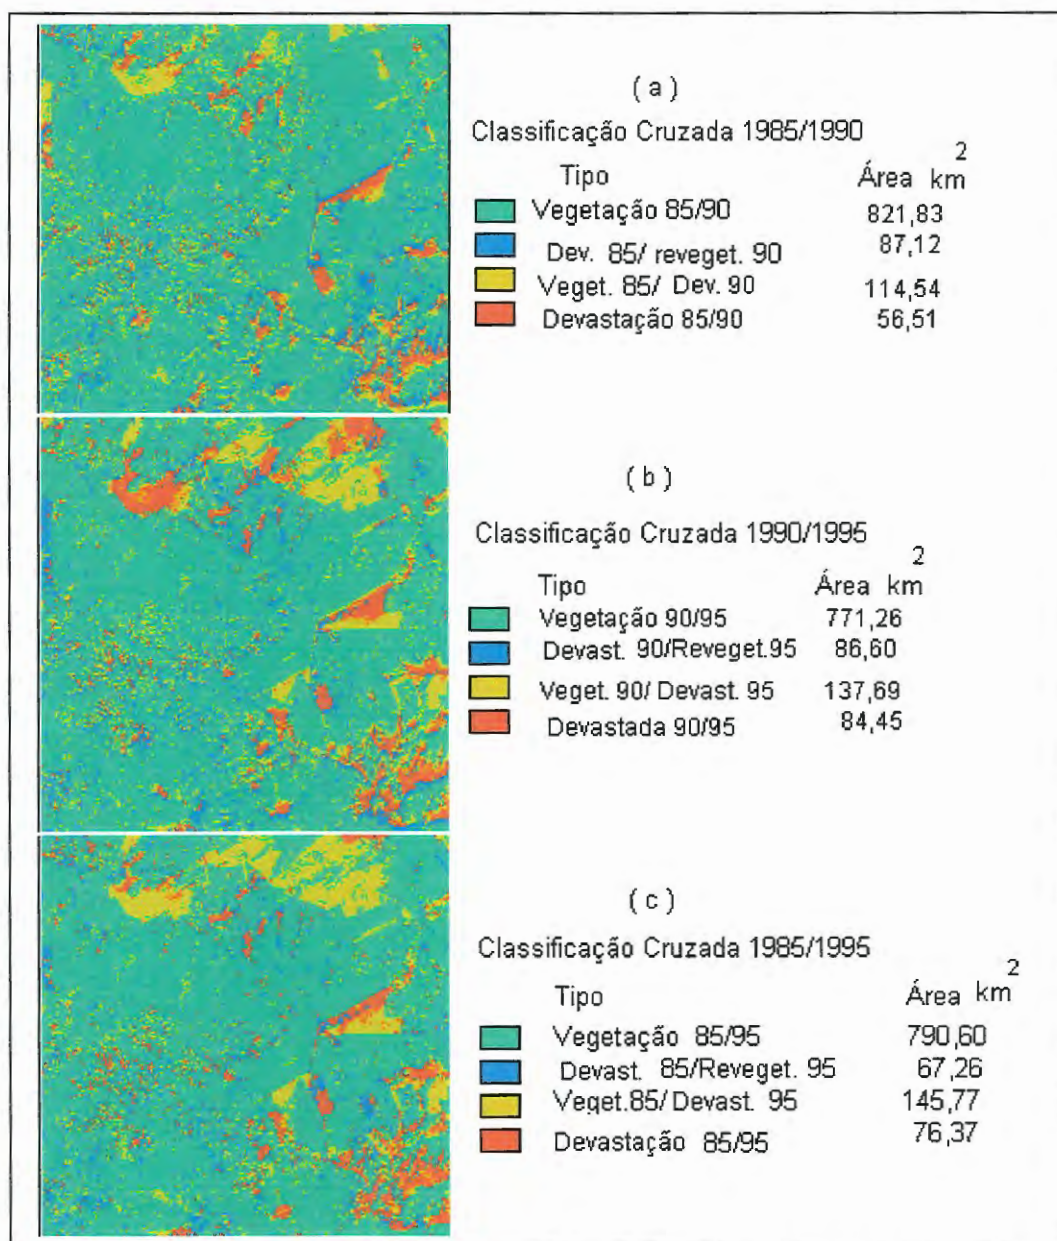 ( a )
Classificação Cruzada 1985/1990
Tipo Área km 2
Vegetação 85/90 821,83
Dev. 85/ reveget. 90 87,12
Veget. 85/ Dev. 90 114,54
Devastação 85/90 56,51
( b )
Classificação Cruzada 1990/1995
Tipo Área km 2
Vegetação 90/95 771,26
Devast. 90/Reveget.95 86,60
Veget. 90/ Devast. 95 137,69
Devastada 90/95 84,45
( c )
Classificação Cruzada 1985/1995
Tipo Área km 2
Vegetação 85/95 790,60
Devast. 85/Reveget. 95 67,26
Veget.85/ Devast. 95 145,77
Devastação 85/95 76,37